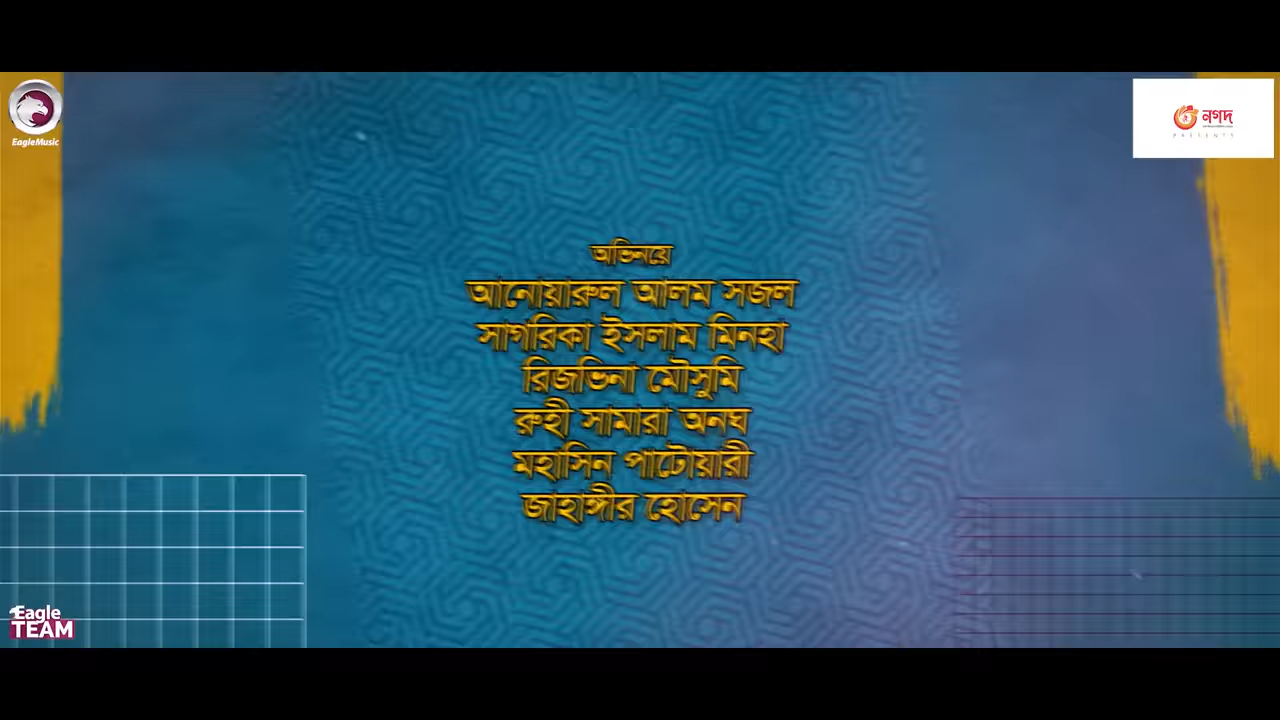 EagleMusic
নগদ
PRESENTS
অভিনয়ে
আনোয়ারুল আলম সজল
সাগরিকা ইসলাম মিনহা
রিজভিনা মৌসুমি
রুহী সামারা অনঘ
মহাসিন পাটোয়ারী
জাহাঙ্গীর হোসেন
Eagle
TEAM